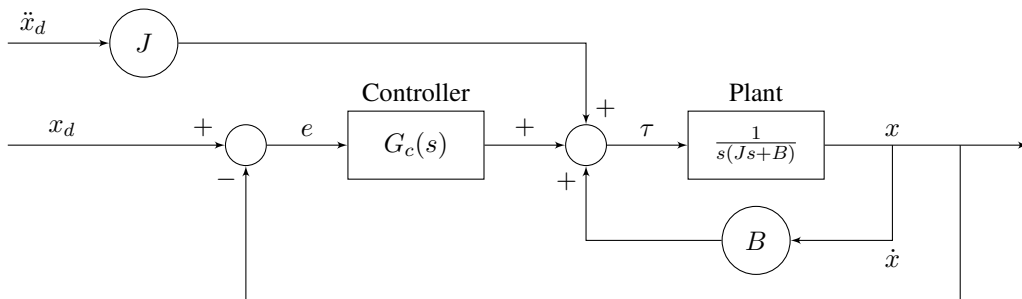 ẍ_d
J
Controller
Plant
+
x_d
+
e
G_c(s)
+
τ
1/(s(Js+B))
x
−
+
B
ẋ